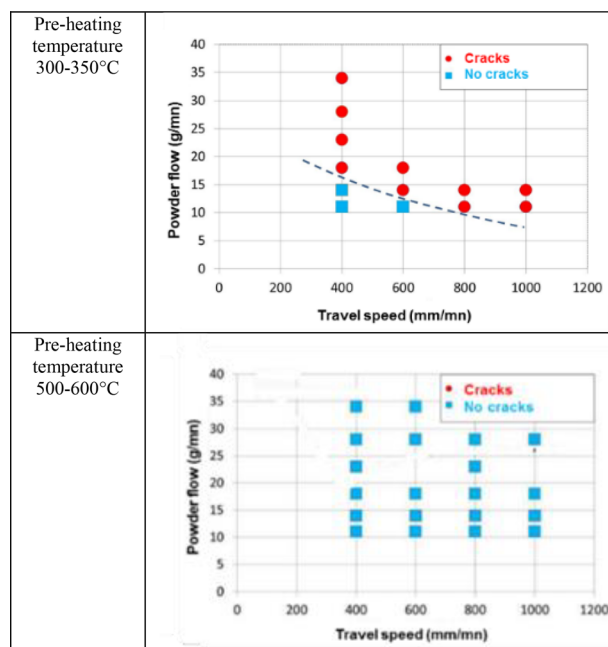 Pre-heating
temperature
300-350°C
Powder flow (g/mn)
40
35
30
25
20
15
10
5
0
Cracks
No cracks
0 200 400 600 800 1000 1200
Travel speed (mm/mn)
Pre-heating
temperature
500-600°C
Powder flow (g/mn)
40
35
30
25
20
15
10
5
0
Cracks
No cracks
0 200 400 600 800 1000 1200
Travel speed (mm/mn)